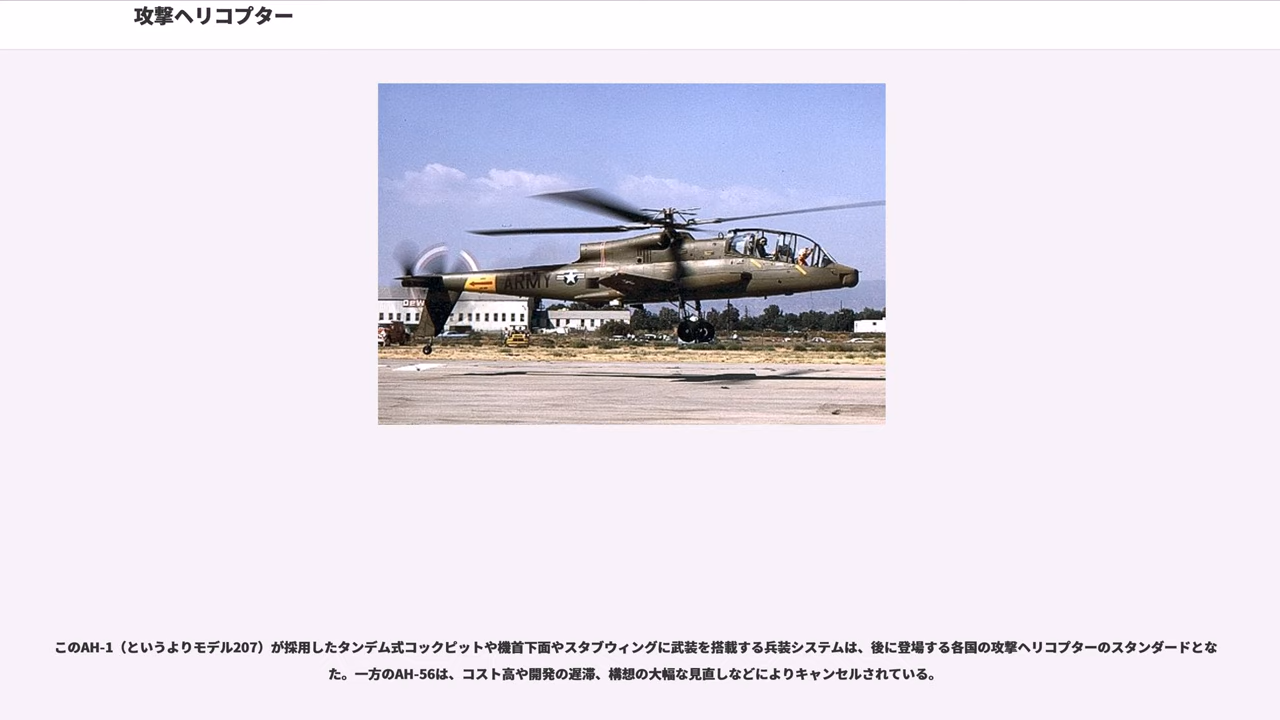 攻撃ヘリコプター
ARMY
このAH-1（というよりモデル207）が採用したタンデム式コックピットや機首下面やスタブウィングに武装を搭載する兵装システムは、後に登場する各国の攻撃ヘリコプターのスタンダードとな
た。一方のAH-56は、コスト高や開発の遅滞、構想の大幅な見直しなどによりキャンセルされている。